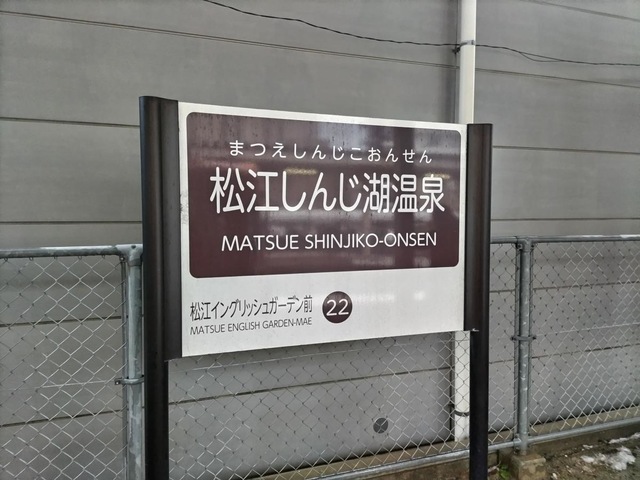 まつえしんじこおんせん
松江しんじ湖温泉
MATSUE SHINJIKO-ONSEN
松江イングリッシュガーデン前 22
MATSUE ENGLISH GARDEN-MAE